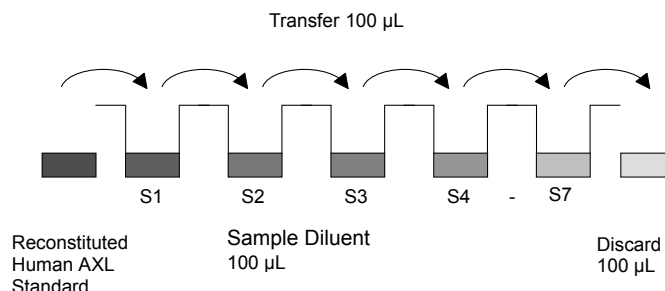 Transfer 100 µL
S1 S2 S3 S4 - S7
Reconstituted
Human AXL
Standard
Sample Diluent
100 µL
Discard
100 µL